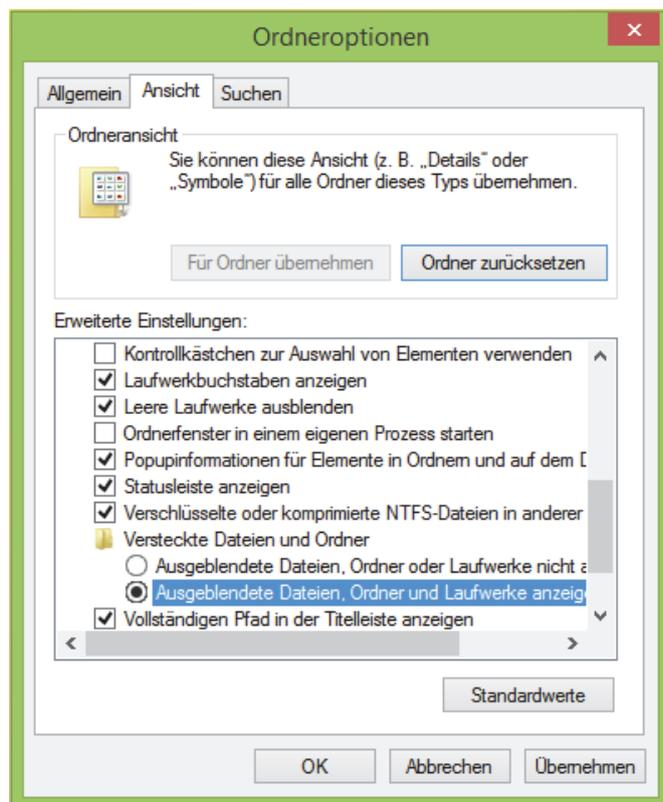 Ordneroptionen
Allgemein Ansicht Suchen
Ordneransicht
Sie können diese Ansicht (z. B. „Details" oder
„Symbole") für alle Ordner dieses Typs übernehmen.
Für Ordner übernehmen Ordner zurücksetzen
Erweiterte Einstellungen:
Kontrollkästchen zur Auswahl von Elementen verwenden
Laufwerkbuchstaben anzeigen
Leere Laufwerke ausblenden
Ordnerfenster in einem eigenen Prozess starten
Popupinformationen für Elemente in Ordnern und auf dem
Statusleiste anzeigen
Verschlüsselte oder komprimierte NTFS-Dateien in anderer
Versteckte Dateien und Ordner
Ausgeblendete Dateien, Ordner oder Laufwerke nicht a
Ausgeblendete Dateien, Ordner und Laufwerke anzeig
Vollständigen Pfad in der Titelleiste anzeigen
Standardwerte
OK Abbrechen Übernehmen